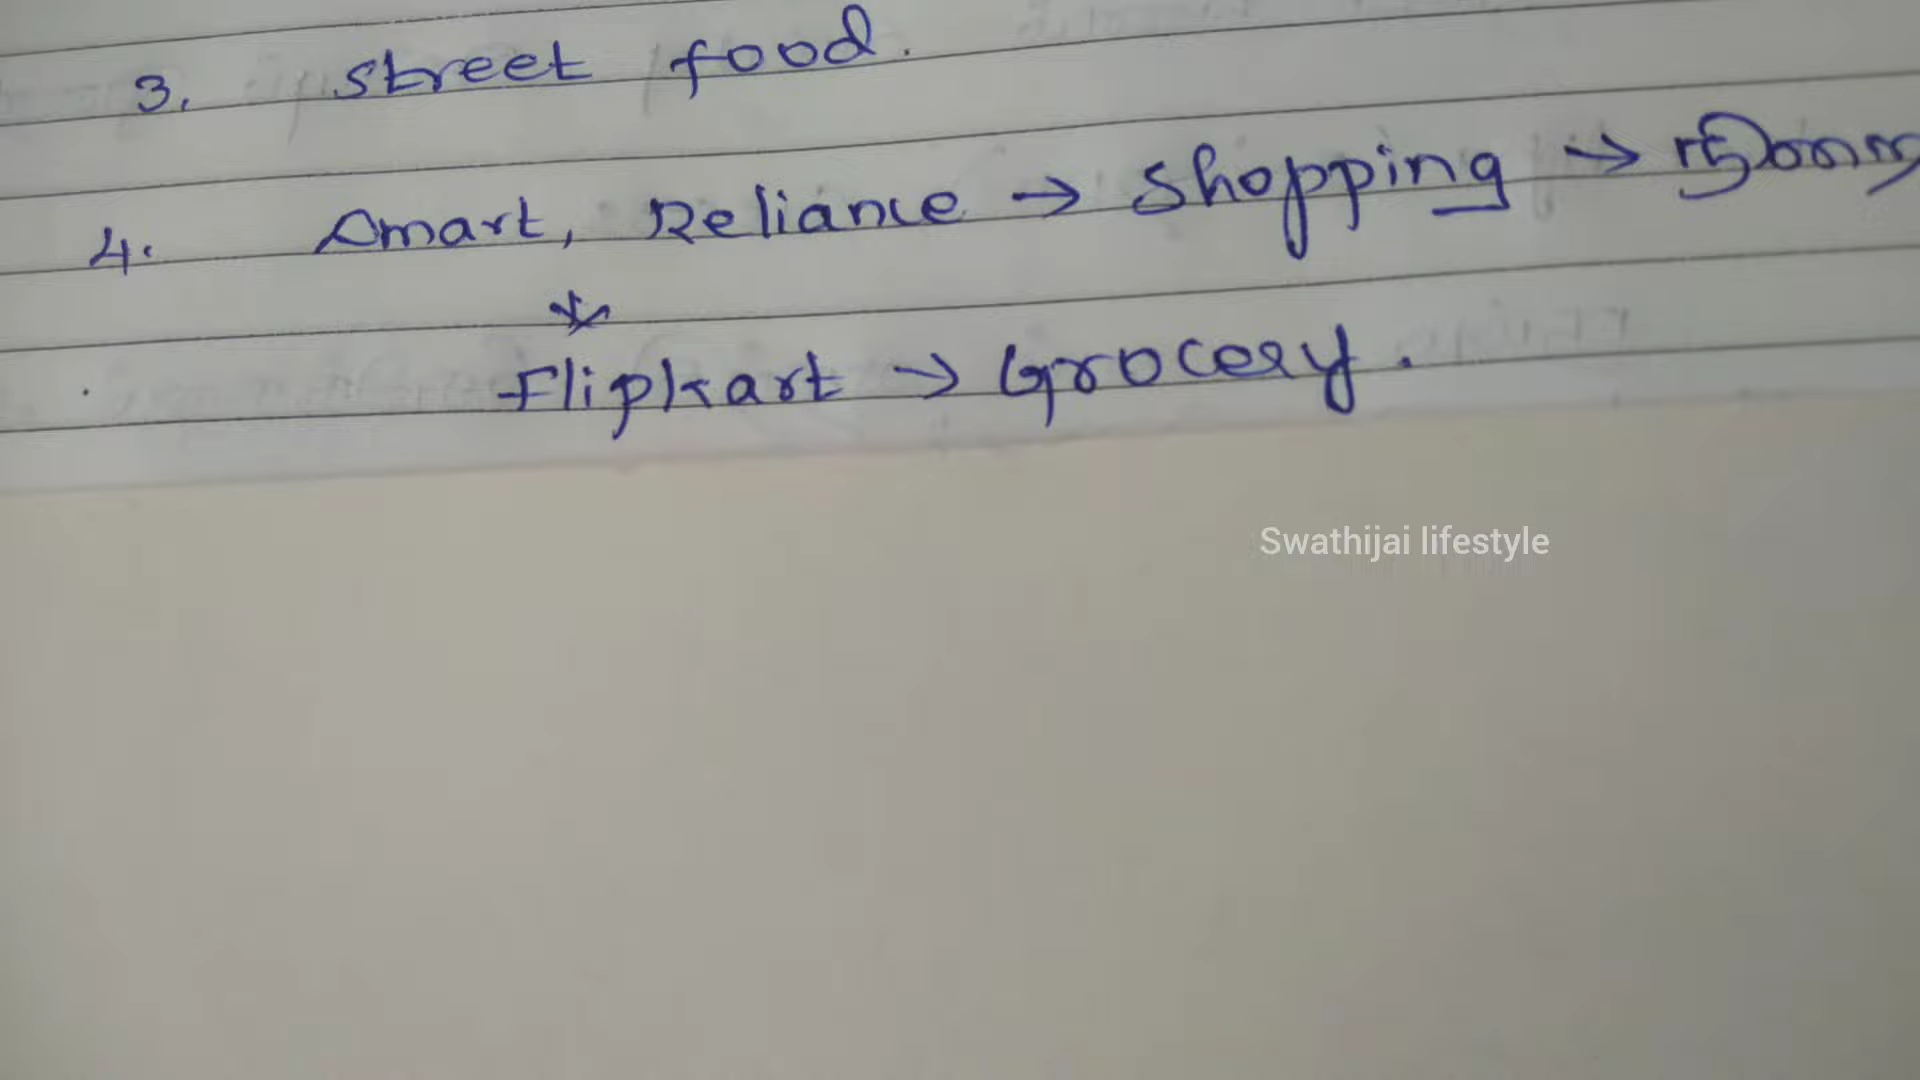 3. Street food.
4. Dmart, Reliance → Shopping →
Flipkart → Grocery.
Swathijai lifestyle